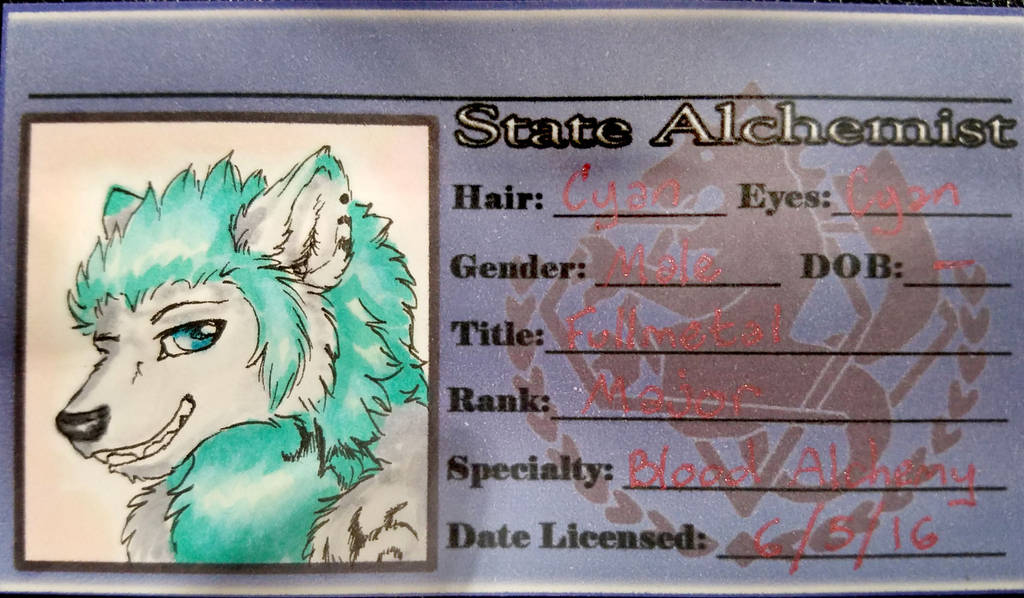 State Alchemist
Hair: Cyan Eyes: Cyan
Gender: Male DOB: —
Title: Fullmetal
Rank: Major
Specialty: Blood Alchemy
Date Licensed: 6/5/16